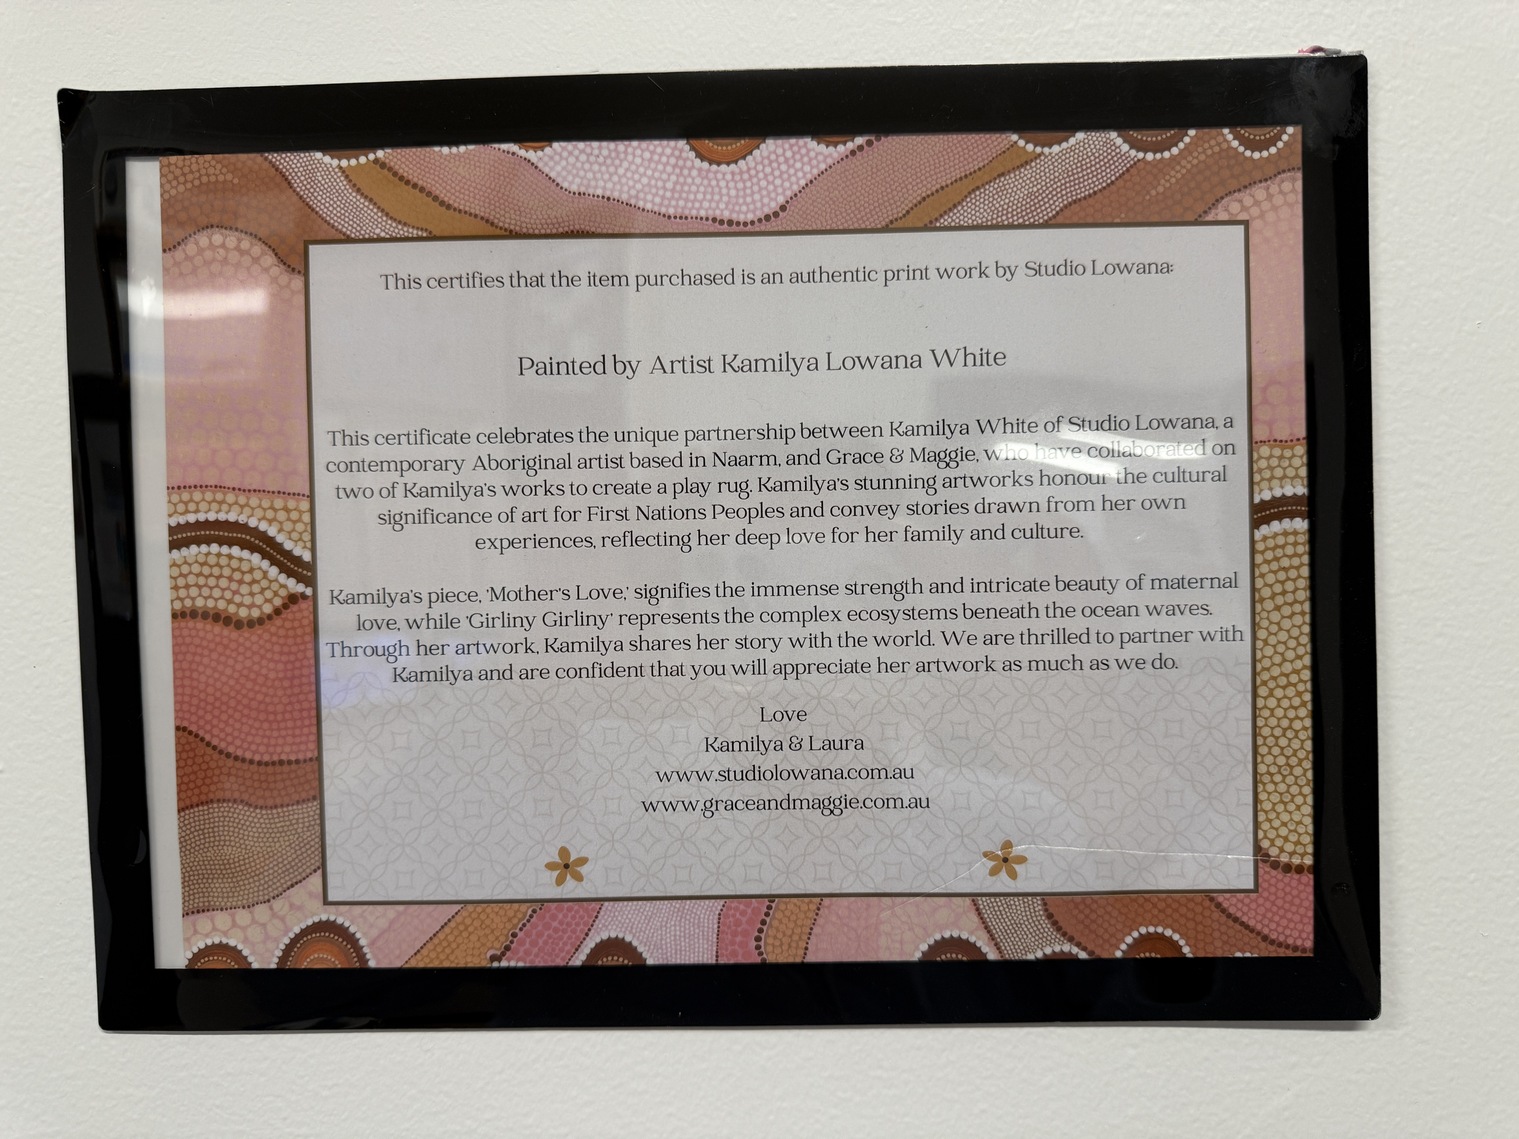 This certifies that the item purchased is an authentic print work by Studio Lowana:
Painted by Artist Kamilya Lowana White
This certificate celebrates the unique partnership between Kamilya White of Studio Lowana, a
contemporary Aboriginal artist based in Naarm, and Grace & Maggie, who have collaborated on
two of Kamilya's works to create a play rug. Kamilya's stunning artworks honour the cultural
significance of art for First Nations Peoples and convey stories drawn from her own
experiences, reflecting her deep love for her family and culture.
Kamilya's piece, 'Mother's Love,' signifies the immense strength and intricate beauty of maternal
love, while 'Girliny Girliny' represents the complex ecosystems beneath the ocean waves.
Through her artwork, Kamilya shares her story with the world. We are thrilled to partner with
Kamilya and are confident that you will appreciate her artwork as much as we do.
Love
Kamilya & Laura
www.studiolowana.com.au
www.graceandmaggie.com.au